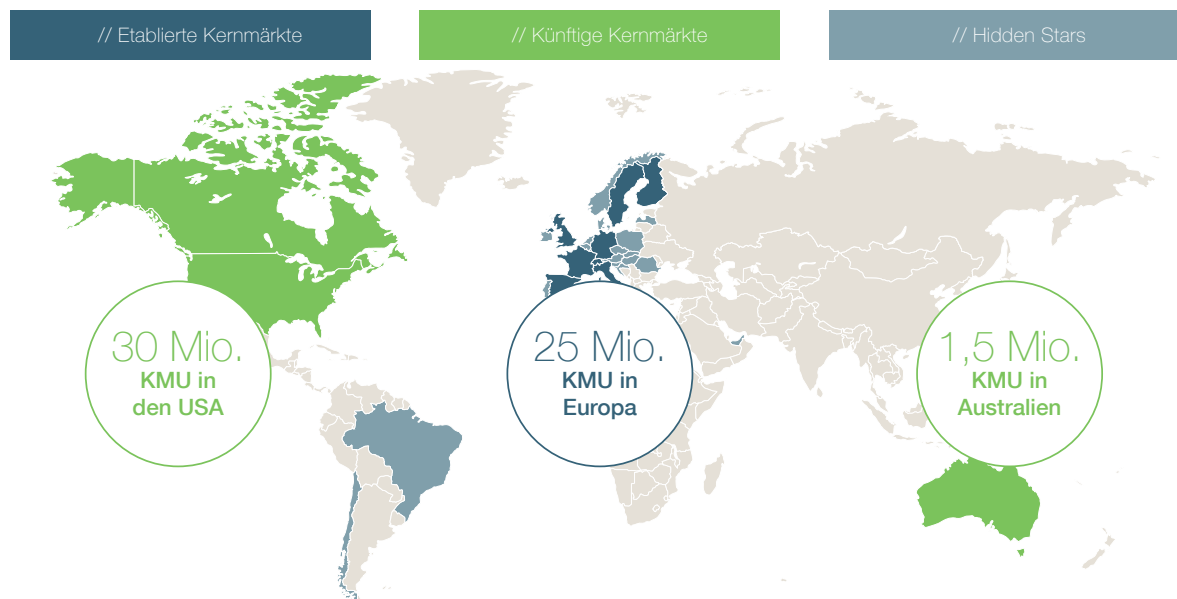 // Etablierte Kernmärkte
// Künftige Kernmärkte
// Hidden Stars
30 Mio.
KMU in
den USA
25 Mio.
KMU in
Europa
1,5 Mio.
KMU in
Australien